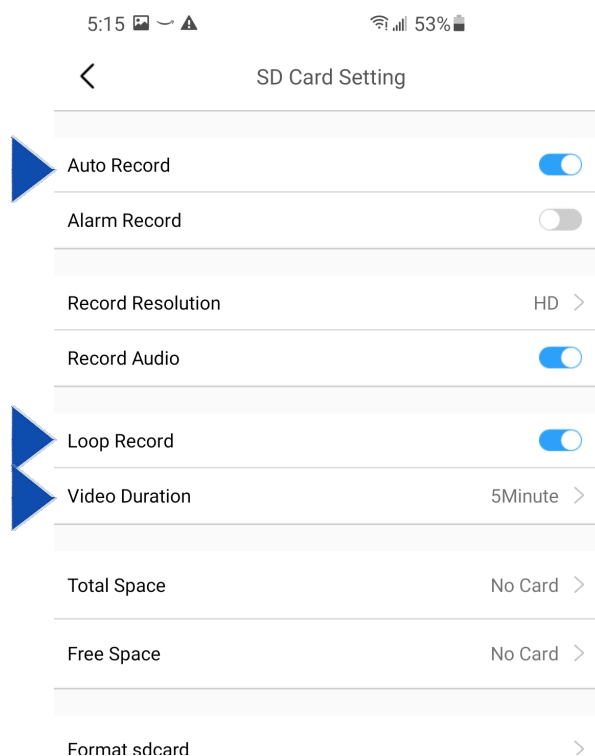 5:15 53%
SD Card Setting
Auto Record
Alarm Record
Record Resolution HD
Record Audio
Loop Record
Video Duration 5Minute
Total Space No Card
Free Space No Card
Format sdcard